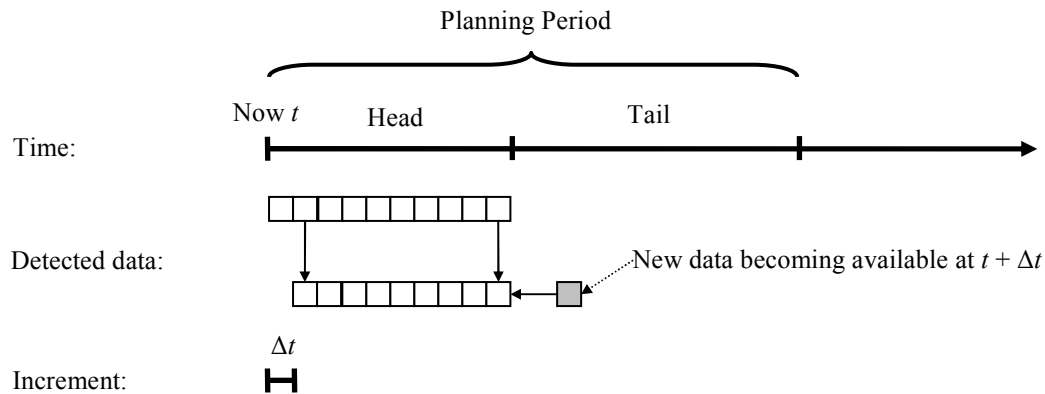 Planning Period
Now t
Head
Tail
Time:
Detected data:
New data becoming available at t + Δt
Δt
Increment: